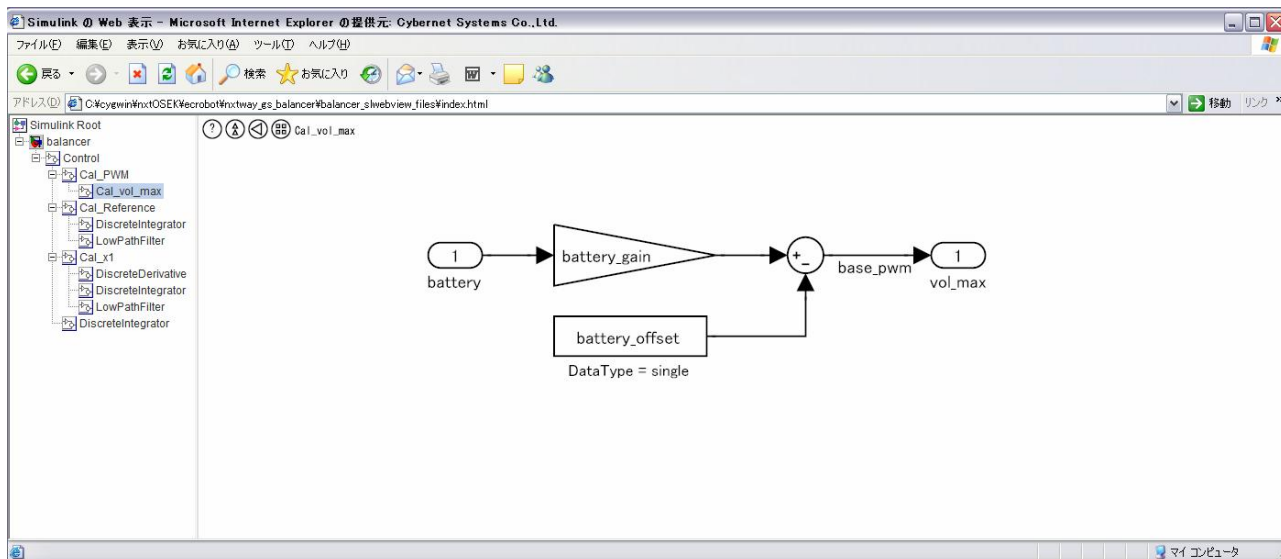 Simulink の Web 表示 - Microsoft Internet Explorer の提供元: Cybernet Systems Co.,Ltd.
ファイル(F) 編集(E) 表示(V) お気に入り(A) ツール(T) ヘルプ(H)
戻る 検索 お気に入り
アドレス(D) C:¥cygwin¥nxtOSEK¥ecrobot¥nxtway_gs_balancer¥balancer_slwebview_files¥index.html 移動 リンク »
Simulink Root
balancer
Control
Cal_PWM
Cal_vol_max
Cal_Reference
DiscreteIntegrator
LowPathFilter
Cal_x1
DiscreteDerivative
DiscreteIntegrator
LowPathFilter
DiscreteIntegrator
? Cal_vol_max
1 battery_gain + - 1
battery base_pwm vol_max
battery_offset
DataType = single
マイ コンピュータ